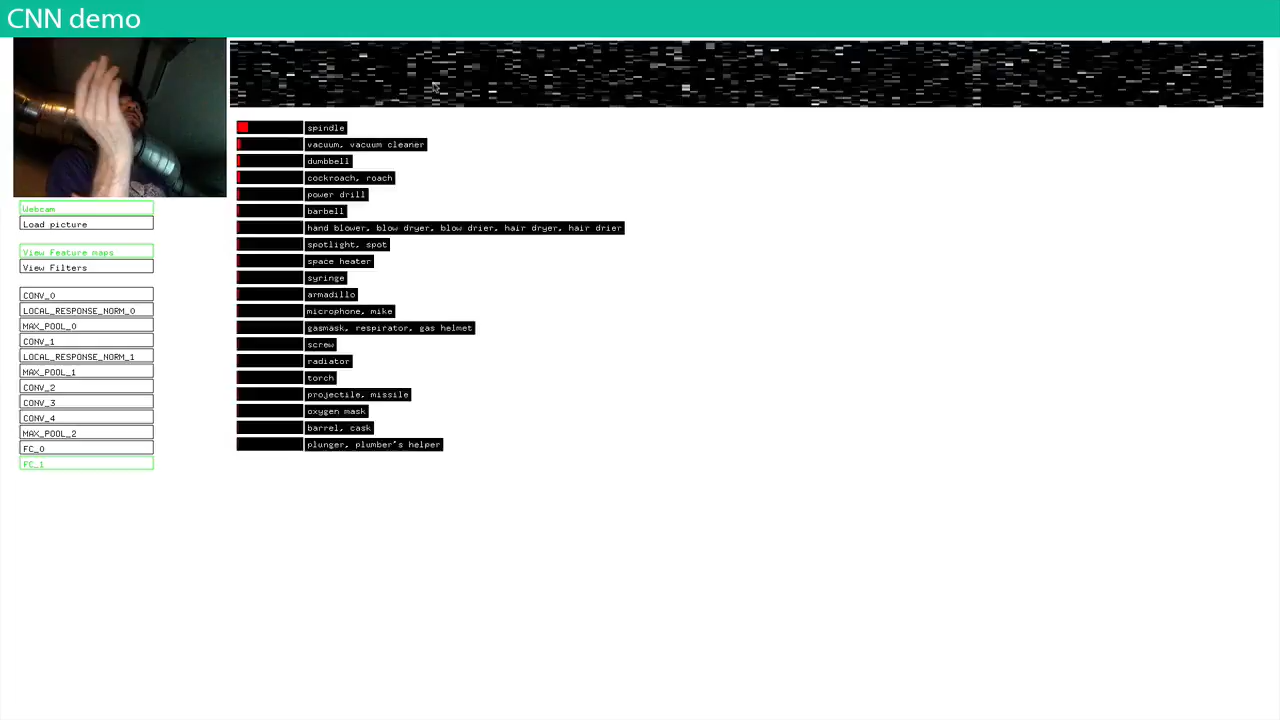 CNN demo
spindle
vacuum, vacuum cleaner
dumbbell
cockroach, roach
power drill
barbell
hand blower, blow dryer, blow drier, hair dryer, hair drier
spotlight, spot
space heater
syringe
armadillo
microphone, mike
gasmask, respirator, gas helmet
screw
radiator
torch
projectile, missile
oxygen mask
barrel, cask
plunger, plumber's helper
Webcam
Load picture
View Feature maps
View Filters
CONV_0
LOCAL_RESPONSE_NORM_0
MAX_POOL_0
CONV_1
LOCAL_RESPONSE_NORM_1
MAX_POOL_1
CONV_2
CONV_3
CONV_4
MAX_POOL_2
FC_0
FC_1